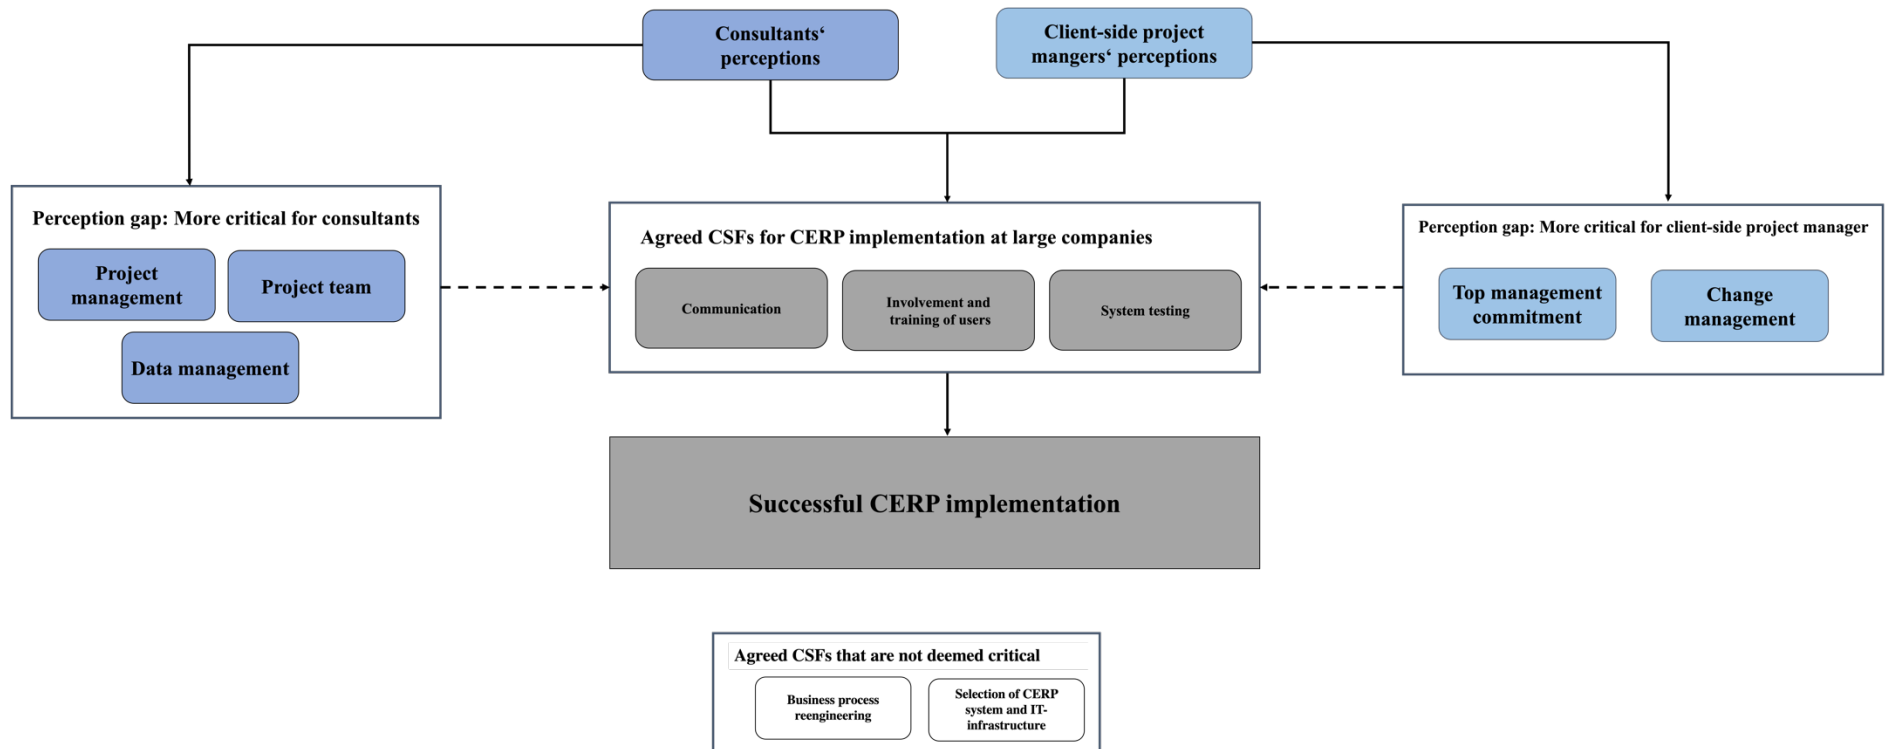 Consultants‘
perceptions
Client-side project
mangers‘ perceptions
Perception gap: More critical for consultants
Project
management
Project team
Data management
Agreed CSFs for CERP implementation at large companies
Communication
Involvement and
training of users
System testing
Perception gap: More critical for client-side project manager
Top management
commitment
Change
management
Successful CERP implementation
Agreed CSFs that are not deemed critical
Business process
reengineering
Selection of CERP
system and IT-
infrastructure